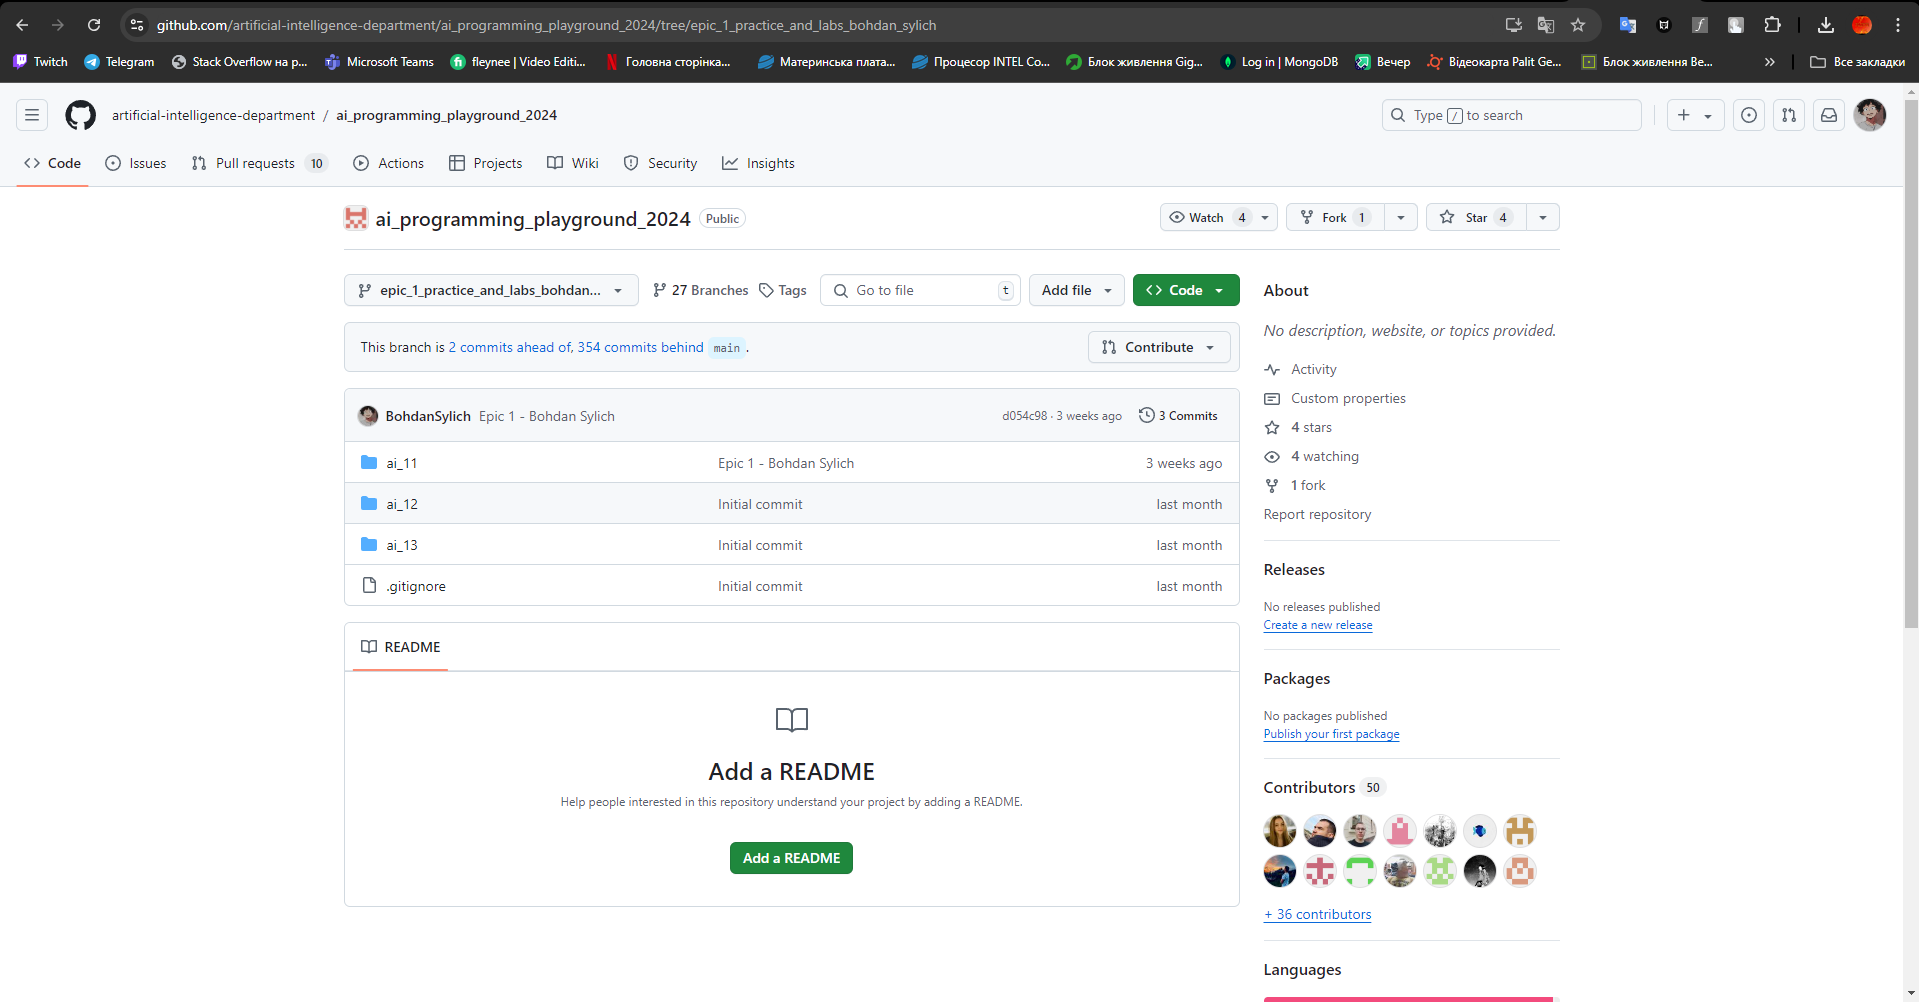 github.com/artificial-intelligence-department/ai_programming_playground_2024/tree/epic_1_practice_and_labs_bohdan_sylich
Twitch Telegram Stack Overflow на р... Microsoft Teams fleynee | Video Editi... Головна сторінка... Материнська плата... Процесор INTEL Co... Блок живлення Gig... Log in | MongoDB Вечер Відеокарта Palit Ge... Блок живлення Be... » Все закладки
artificial-intelligence-department / ai_programming_playground_2024
Type / to search
Code Issues Pull requests 10 Actions Projects Wiki Security Insights
ai_programming_playground_2024 Public
Watch 4 Fork 1 Star 4
epic_1_practice_and_labs_bohdan... 27 Branches Tags Go to file t Add file Code
This branch is 2 commits ahead of, 354 commits behind main .
Contribute
BohdanSylich Epic 1 - Bohdan Sylich d054c98 · 3 weeks ago 3 Commits
ai_11 Epic 1 - Bohdan Sylich 3 weeks ago
ai_12 Initial commit last month
ai_13 Initial commit last month
.gitignore Initial commit last month
README
Add a README
Help people interested in this repository understand your project by adding a README.
Add a README
About
No description, website, or topics provided.
Activity
Custom properties
4 stars
4 watching
1 fork
Report repository
Releases
No releases published
Create a new release
Packages
No packages published
Publish your first package
Contributors 50
+ 36 contributors
Languages